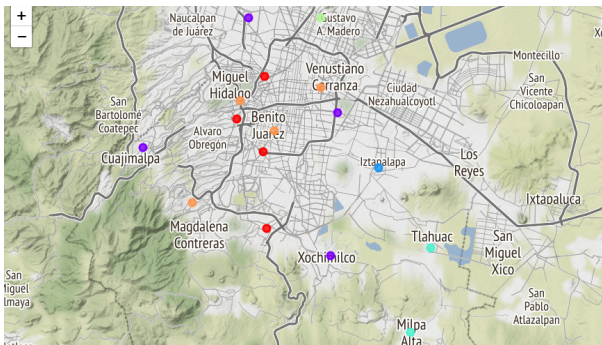 +
−
Naucalpan
de Juárez
Gustavo
A. Madero
Miguel
Hidalgo
Venustiano
Carranza
Montecillo
San
Vicente
Chicoloapan
Ciudad
Nezahualcoyotl
San
Bartolomé
Coatepec
Benito
Juárez
Alvaro
Obregón
Cuajimalpa
Iztapalapa
Los
Reyes
Ixtapaluca
Magdalena
Contreras
Tlahuac
San
Miguel
Xico
Xochimilco
San
Miguel
lmaya
San
Pablo
Atlazalpan
Milpa
Alta